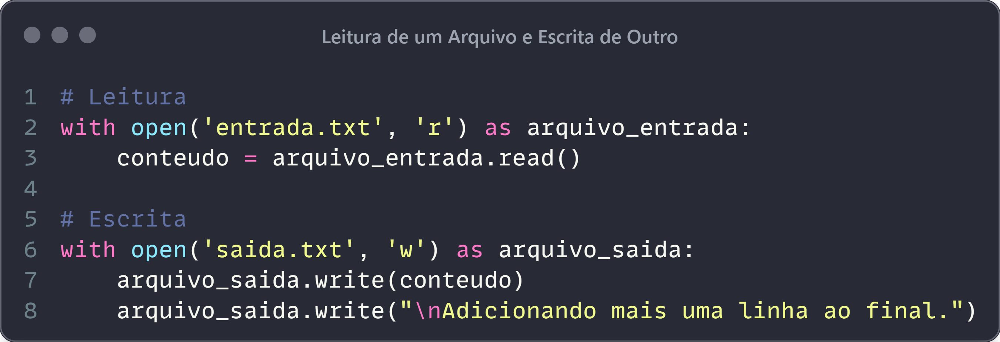 Leitura de um Arquivo e Escrita de Outro
1 # Leitura
2 with open('entrada.txt', 'r') as arquivo_entrada:
3     conteudo = arquivo_entrada.read()
4
5 # Escrita
6 with open('saida.txt', 'w') as arquivo_saida:
7     arquivo_saida.write(conteudo)
8     arquivo_saida.write("\nAdicionando mais uma linha ao final.")